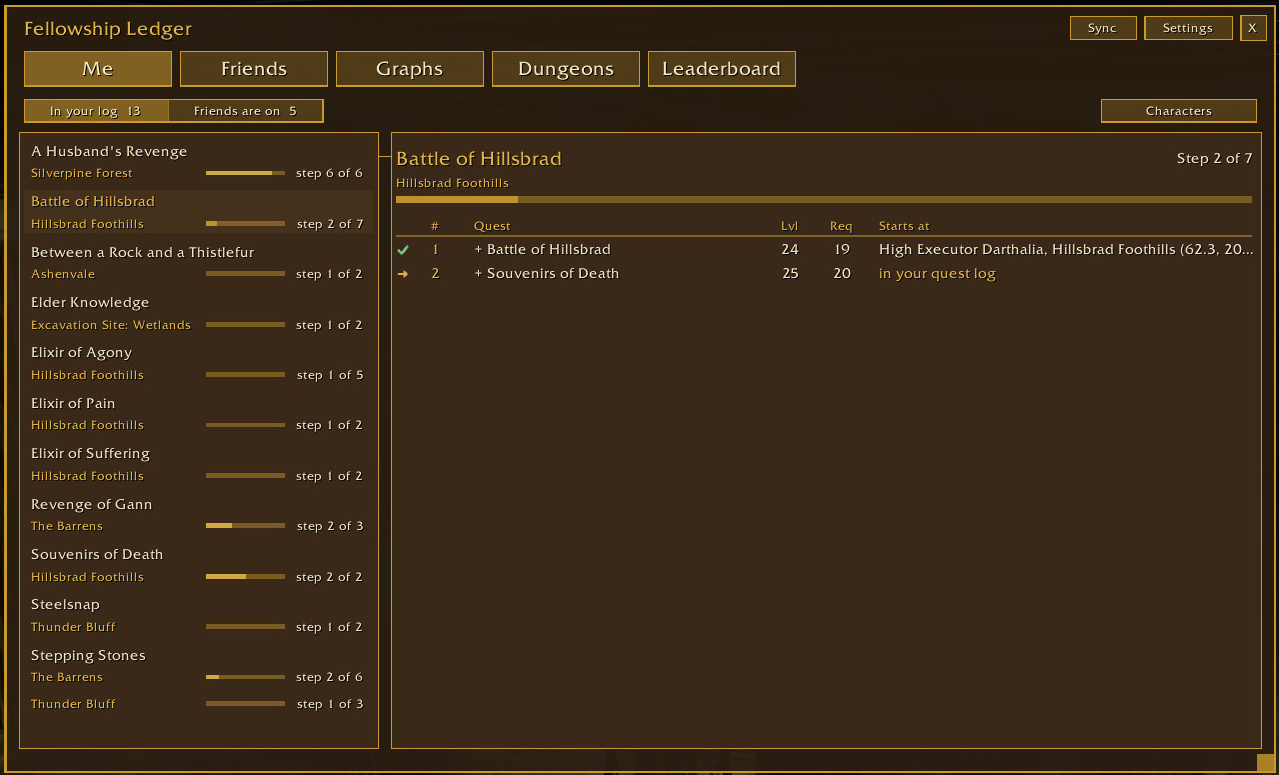 Fellowship Ledger
Sync Settings X
Me Friends Graphs Dungeons Leaderboard
In your log 13 Friends are on 5 Characters
A Husband's Revenge
Silverpine Forest step 6 of 6
Battle of Hillsbrad
Hillsbrad Foothills step 2 of 7
Between a Rock and a Thistlefur
Ashenvale step 1 of 2
Elder Knowledge
Excavation Site: Wetlands step 1 of 2
Elixir of Agony
Hillsbrad Foothills step 1 of 5
Elixir of Pain
Hillsbrad Foothills step 1 of 2
Elixir of Suffering
Hillsbrad Foothills step 1 of 2
Revenge of Gann
The Barrens step 2 of 3
Souvenirs of Death
Hillsbrad Foothills step 2 of 2
Steelsnap
Thunder Bluff step 1 of 2
Stepping Stones
The Barrens step 2 of 6
Thunder Bluff step 1 of 3
Battle of Hillsbrad Step 2 of 7
Hillsbrad Foothills
# Quest Lvl Req Starts at
1 + Battle of Hillsbrad 24 19 High Executor Darthalia, Hillsbrad Foothills (62.3, 20...
2 + Souvenirs of Death 25 20 in your quest log